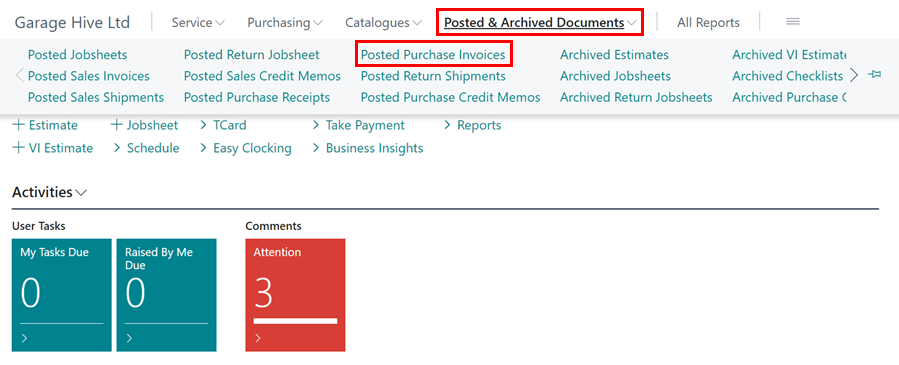 Garage Hive Ltd Service Purchasing Catalogues Posted & Archived Documents All Reports
Posted Jobsheets Posted Return Jobsheet Posted Purchase Invoices Archived Estimates Archived VI Estimate
Posted Sales Invoices Posted Sales Credit Memos Posted Return Shipments Archived Jobsheets Archived Checklists
Posted Sales Shipments Posted Purchase Receipts Posted Purchase Credit Memos Archived Return Jobsheets Archived Purchase C
+ Estimate + Jobsheet > TCard > Take Payment > Reports
+ VI Estimate > Schedule > Easy Clocking > Business Insights
Activities
User Tasks Comments
My Tasks Due Raised By Me Due Attention
0 0 3